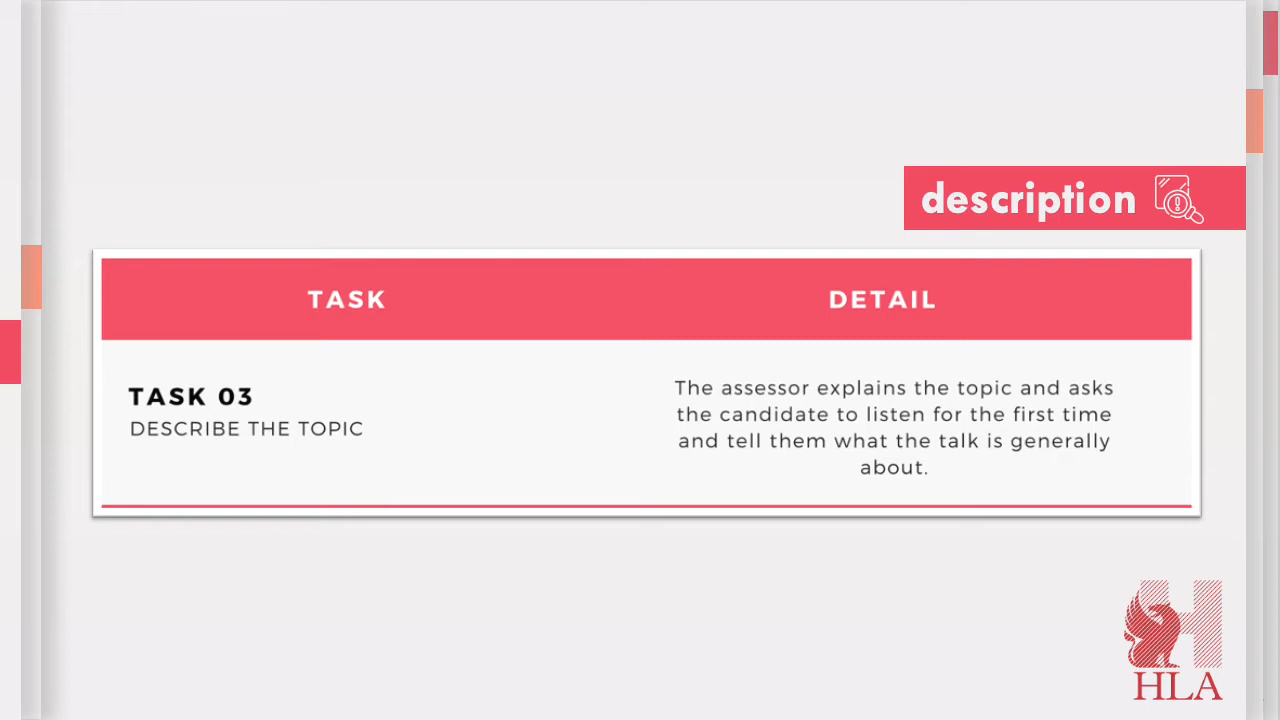 description
TASK
DETAIL
TASK 03
DESCRIBE THE TOPIC
The assessor explains the topic and asks
the candidate to listen for the first time
and tell them what the talk is generally
about.
H
HLA